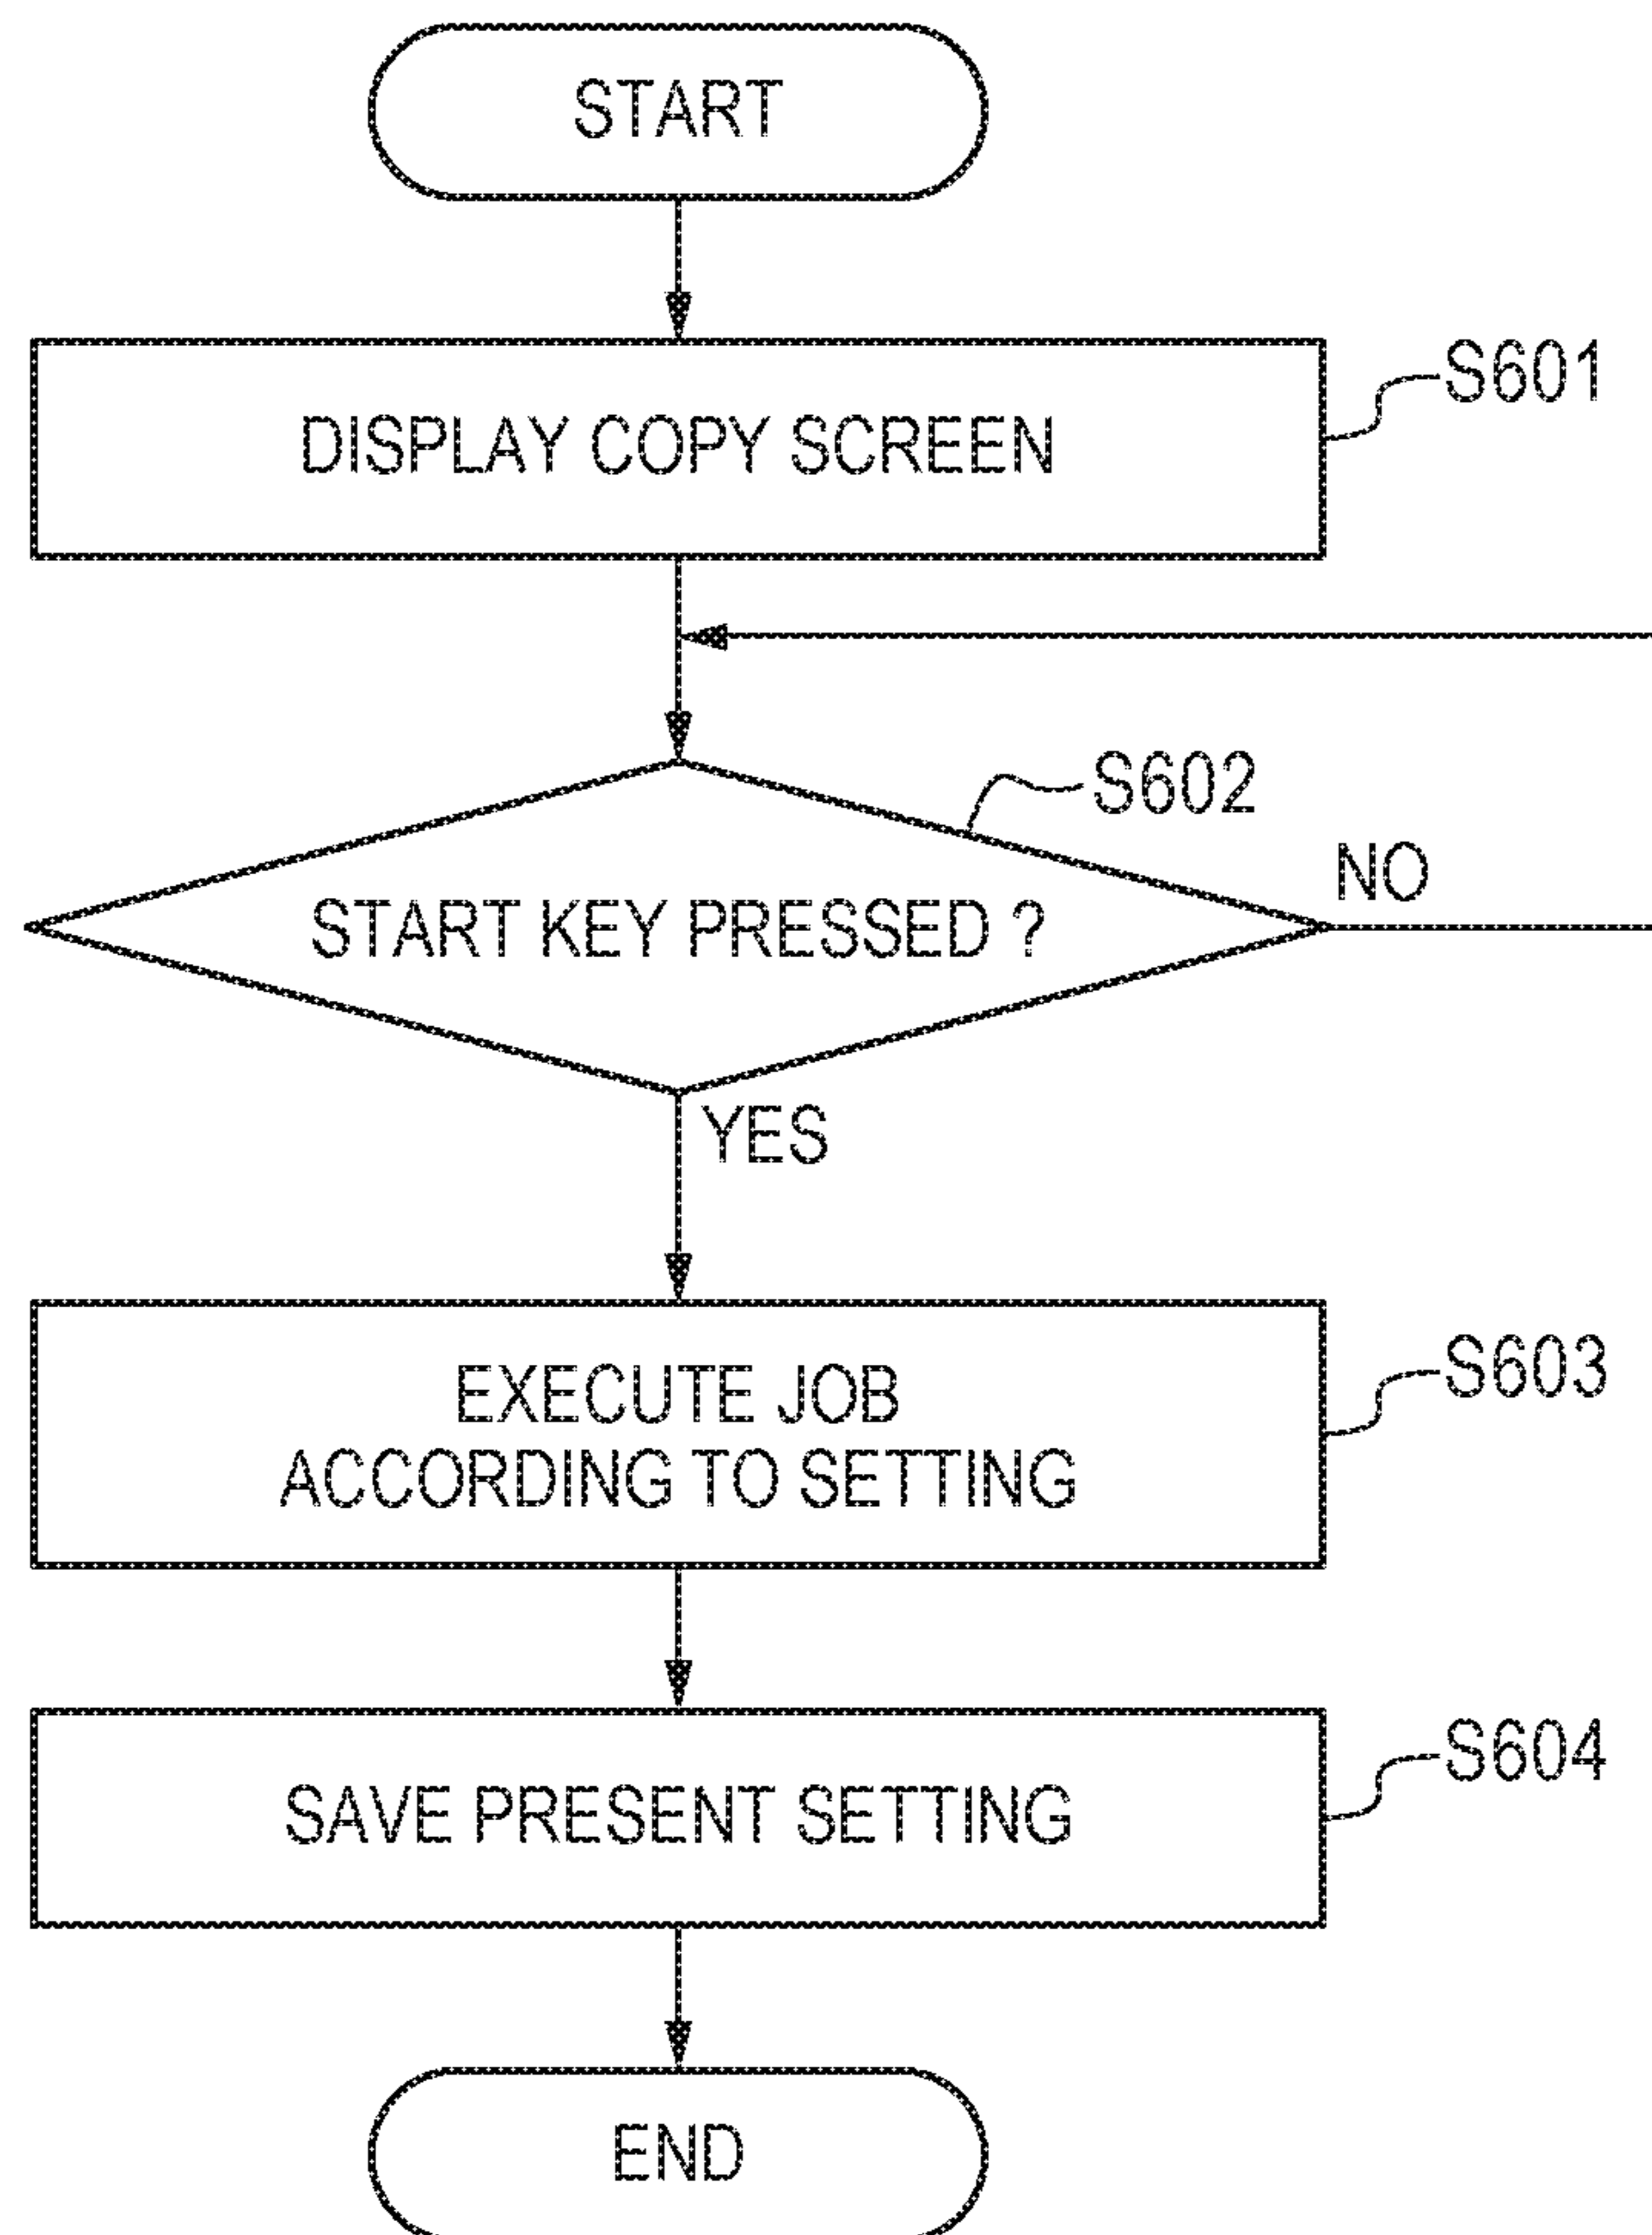 START
DISPLAY COPY SCREEN
S601
S602
START KEY PRESSED ?
NO
YES
EXECUTE JOB
ACCORDING TO SETTING
S603
SAVE PRESENT SETTING
S604
END